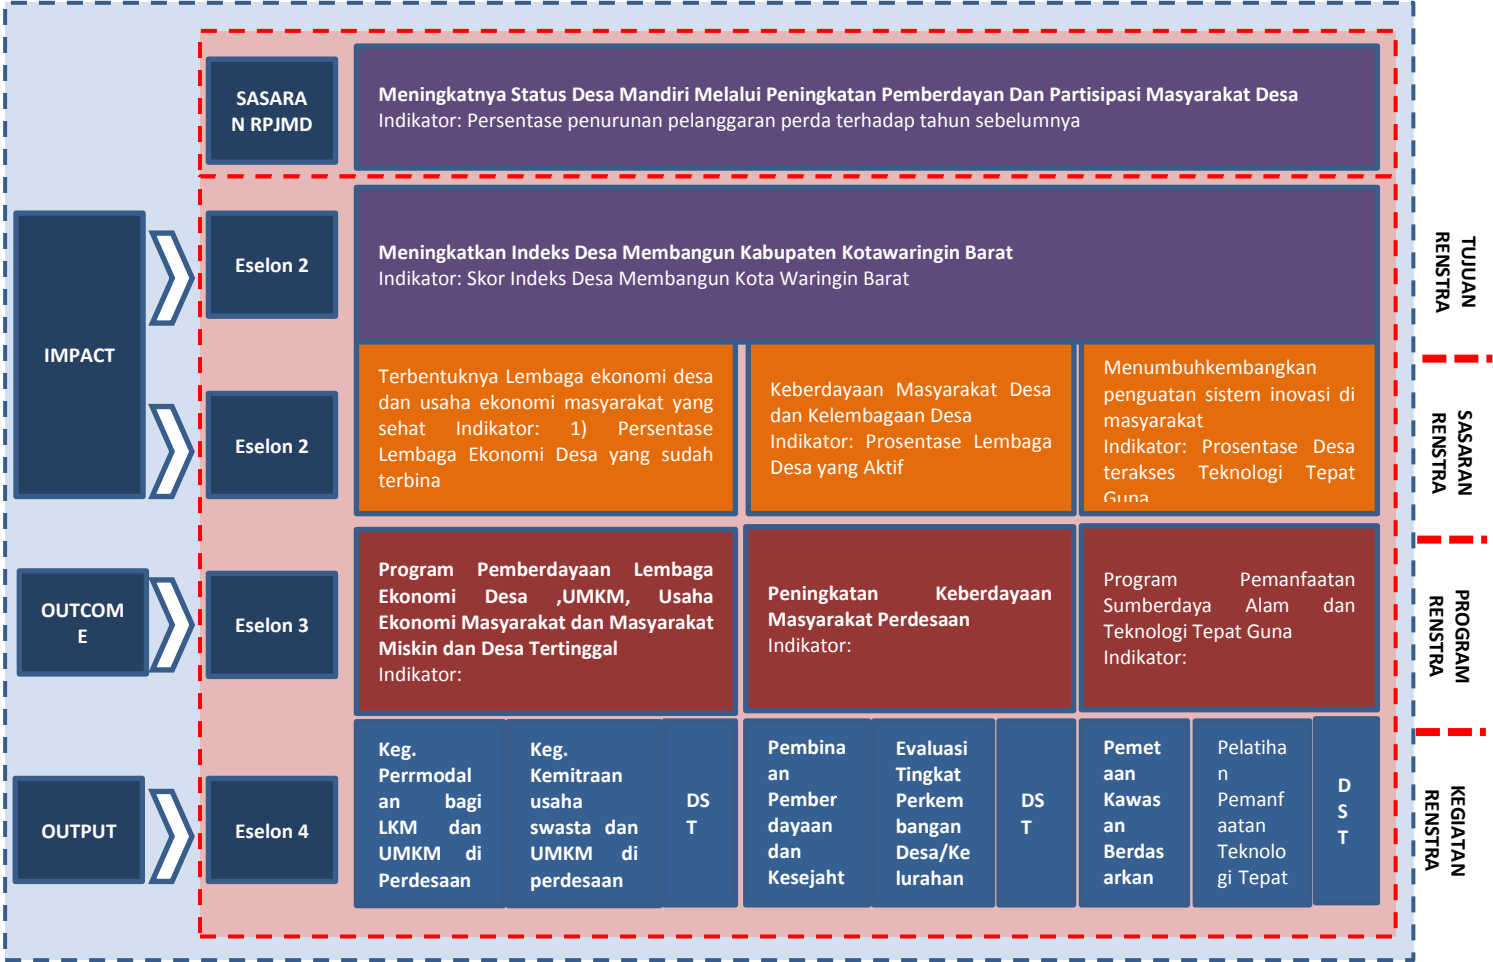 SASARA
N RPJMD
Meningkatnya Status Desa Mandiri Melalui Peningkatan Pemberdayan Dan Partisipasi Masyarakat Desa
Indikator: Persentase penurunan pelanggaran perda terhadap tahun sebelumnya
IMPACT
Eselon 2
Meningkatkan Indeks Desa Membangun Kabupaten Kotawaringin Barat
Indikator: Skor Indeks Desa Membangun Kota Waringin Barat
TUJUAN
RENSTRA
Eselon 2
Terbentuknya Lembaga ekonomi desa
dan usaha ekonomi masyarakat yang
sehat Indikator: 1) Persentase
Lembaga Ekonomi Desa yang sudah
terbina
Keberdayaan Masyarakat Desa
dan Kelembagaan Desa
Indikator: Prosentase Lembaga
Desa yang Aktif
Menumbuhkembangkan
penguatan sistem inovasi di
masyarakat
Indikator: Prosentase Desa
terakses Teknologi Tepat
Guna
SASARAN
RENSTRA
OUTCOM
E
Eselon 3
Program Pemberdayaan Lembaga
Ekonomi Desa ,UMKM, Usaha
Ekonomi Masyarakat dan Masyarakat
Miskin dan Desa Tertinggal
Indikator:
Peningkatan Keberdayaan
Masyarakat Perdesaan
Indikator:
Program Pemanfaatan
Sumberdaya Alam dan
Teknologi Tepat Guna
Indikator:
PROGRAM
RENSTRA
OUTPUT
Eselon 4
Keg.
Perrmodal
an bagi
LKM dan
UMKM di
Perdesaan
Keg.
Kemitraan
usaha
swasta dan
UMKM di
perdesaan
DS
T
Pembina
an
Pember
dayaan
dan
Kesejaht
Evaluasi
Tingkat
Perkem
bangan
Desa/Ke
lurahan
DS
T
Pemet
aan
Kawas
an
Berdas
arkan
Pelatiha
n
Pemanf
aatan
Teknolo
gi Tepat
D
S
T
KEGIATAN
RENSTRA